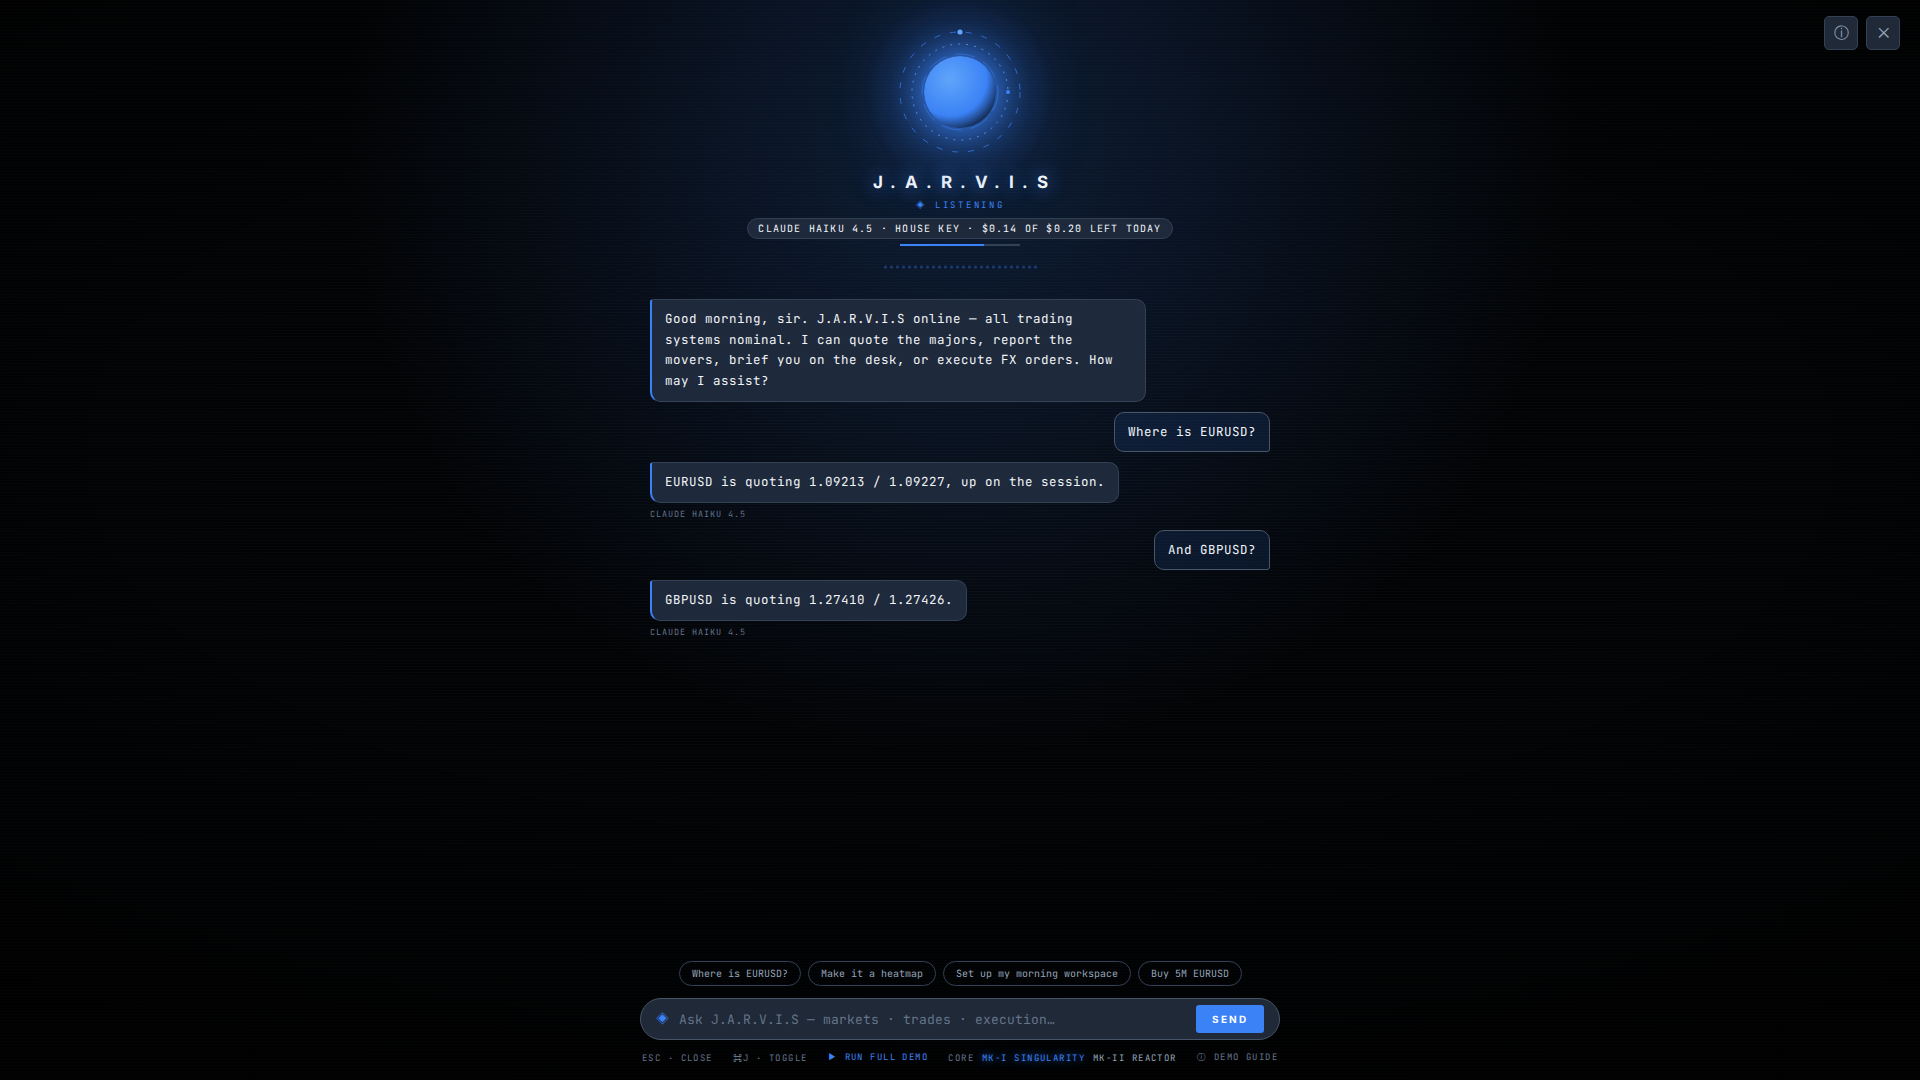 J.A.R.V.I.S
◈ LISTENING
CLAUDE HAIKU 4.5 · HOUSE KEY · $0.14 OF $0.20 LEFT TODAY
Good morning, sir. J.A.R.V.I.S online — all trading
systems nominal. I can quote the majors, report the
movers, brief you on the desk, or execute FX orders. How
may I assist?
Where is EURUSD?
EURUSD is quoting 1.09213 / 1.09227, up on the session.
CLAUDE HAIKU 4.5
And GBPUSD?
GBPUSD is quoting 1.27410 / 1.27426.
CLAUDE HAIKU 4.5
Where is EURUSD? Make it a heatmap Set up my morning workspace Buy 5M EURUSD
◈ Ask J.A.R.V.I.S — markets · trades · execution… SEND
ESC · CLOSE ⌘J · TOGGLE ▶ RUN FULL DEMO CORE MK-I SINGULARITY MK-II REACTOR ⓘ DEMO GUIDE